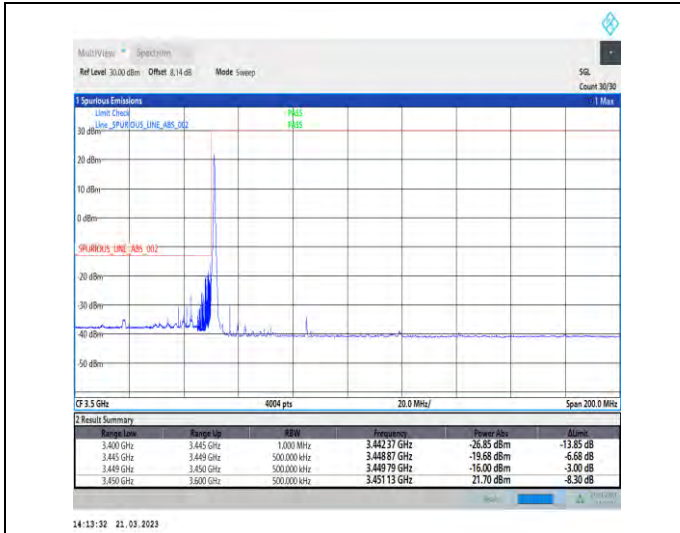 MultiView Spectrum
Ref Level 30.00 dBm Offset 8.14 dB Mode Sweep SGL
Count 30/30
1 Spurious Emissions 1 Max
Limit Check PASS
Line _SPURIOUS_LINE_ABS_002 PASS
30 dBm
20 dBm
10 dBm
0 dBm
SPURIOUS_LINE_ABS_002
-20 dBm
-30 dBm
-40 dBm
-50 dBm
CF 3.5 GHz 4004 pts 20.0 MHz/ Span 200.0 MHz
2 Result Summary
Range Low Range Up RBW Frequency Power Abs ΔLimit
3.400 GHz 3.445 GHz 1.000 MHz 3.442 37 GHz -26.85 dBm -13.85 dB
3.445 GHz 3.449 GHz 500.000 kHz 3.448 87 GHz -19.68 dBm -6.68 dB
3.449 GHz 3.450 GHz 500.000 kHz 3.449 79 GHz -16.00 dBm -3.00 dB
3.450 GHz 3.600 GHz 500.000 kHz 3.451 13 GHz 21.70 dBm -8.30 dB
14:13:32 21.03.2023